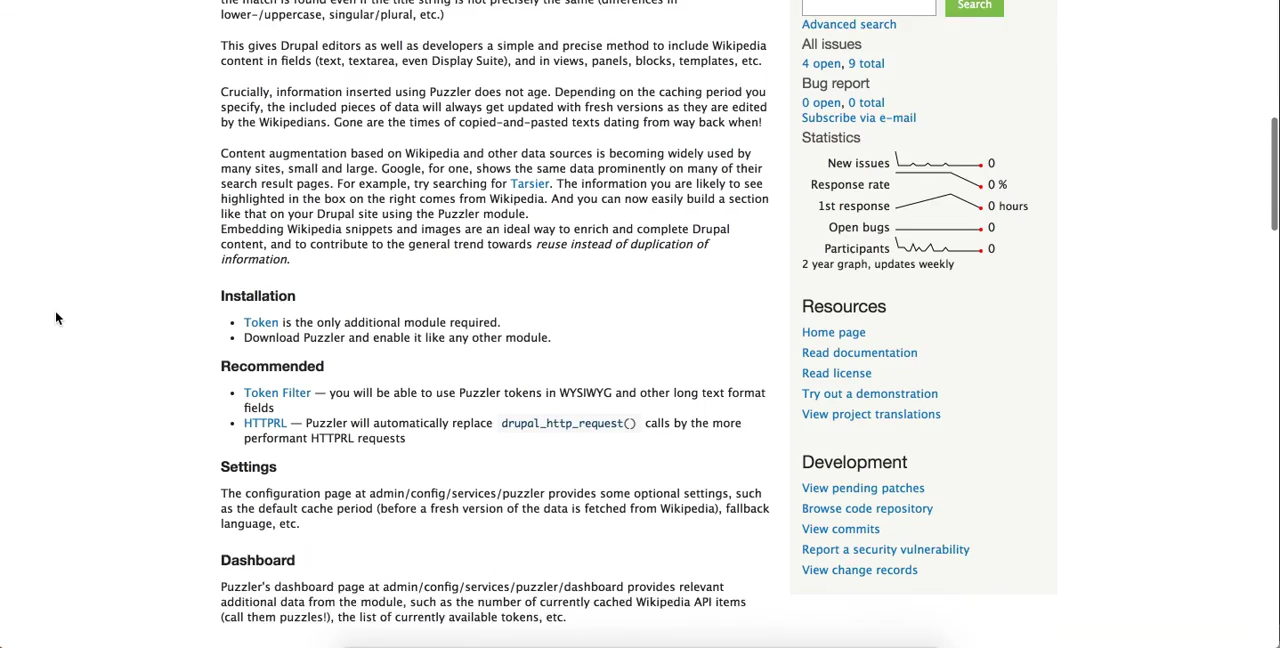 the match is found even if the title string is not precisely the same (differences in
lower-/uppercase, singular/plural, etc.)
This gives Drupal editors as well as developers a simple and precise method to include Wikipedia
content in fields (text, textarea, even Display Suite), and in views, panels, blocks, templates, etc.
Crucially, information inserted using Puzzler does not age. Depending on the caching period you
specify, the included pieces of data will always get updated with fresh versions as they are edited
by the Wikipedians. Gone are the times of copied-and-pasted texts dating from way back when!
Content augmentation based on Wikipedia and other data sources is becoming widely used by
many sites, small and large. Google, for one, shows the same data prominently on many of their
search result pages. For example, try searching for Tarsier. The information you are likely to see
highlighted in the box on the right comes from Wikipedia. And you can now easily build a section
like that on your Drupal site using the Puzzler module.
Embedding Wikipedia snippets and images are an ideal way to enrich and complete Drupal
content, and to contribute to the general trend towards reuse instead of duplication of
information.
Installation
• Token is the only additional module required.
• Download Puzzler and enable it like any other module.
Recommended
• Token Filter — you will be able to use Puzzler tokens in WYSIWYG and other long text format
fields
• HTTPRL — Puzzler will automatically replace drupal_http_request() calls by the more
performant HTTPRL requests
Settings
The configuration page at admin/config/services/puzzler provides some optional settings, such
as the default cache period (before a fresh version of the data is fetched from Wikipedia), fallback
language, etc.
Dashboard
Puzzler's dashboard page at admin/config/services/puzzler/dashboard provides relevant
additional data from the module, such as the number of currently cached Wikipedia API items
(call them puzzles!), the list of currently available tokens, etc.
Search
Advanced search
All issues
4 open, 9 total
Bug report
0 open, 0 total
Subscribe via e-mail
Statistics
New issues 0
Response rate 0 %
1st response 0 hours
Open bugs 0
Participants 0
2 year graph, updates weekly
Resources
Home page
Read documentation
Read license
Try out a demonstration
View project translations
Development
View pending patches
Browse code repository
View commits
Report a security vulnerability
View change records